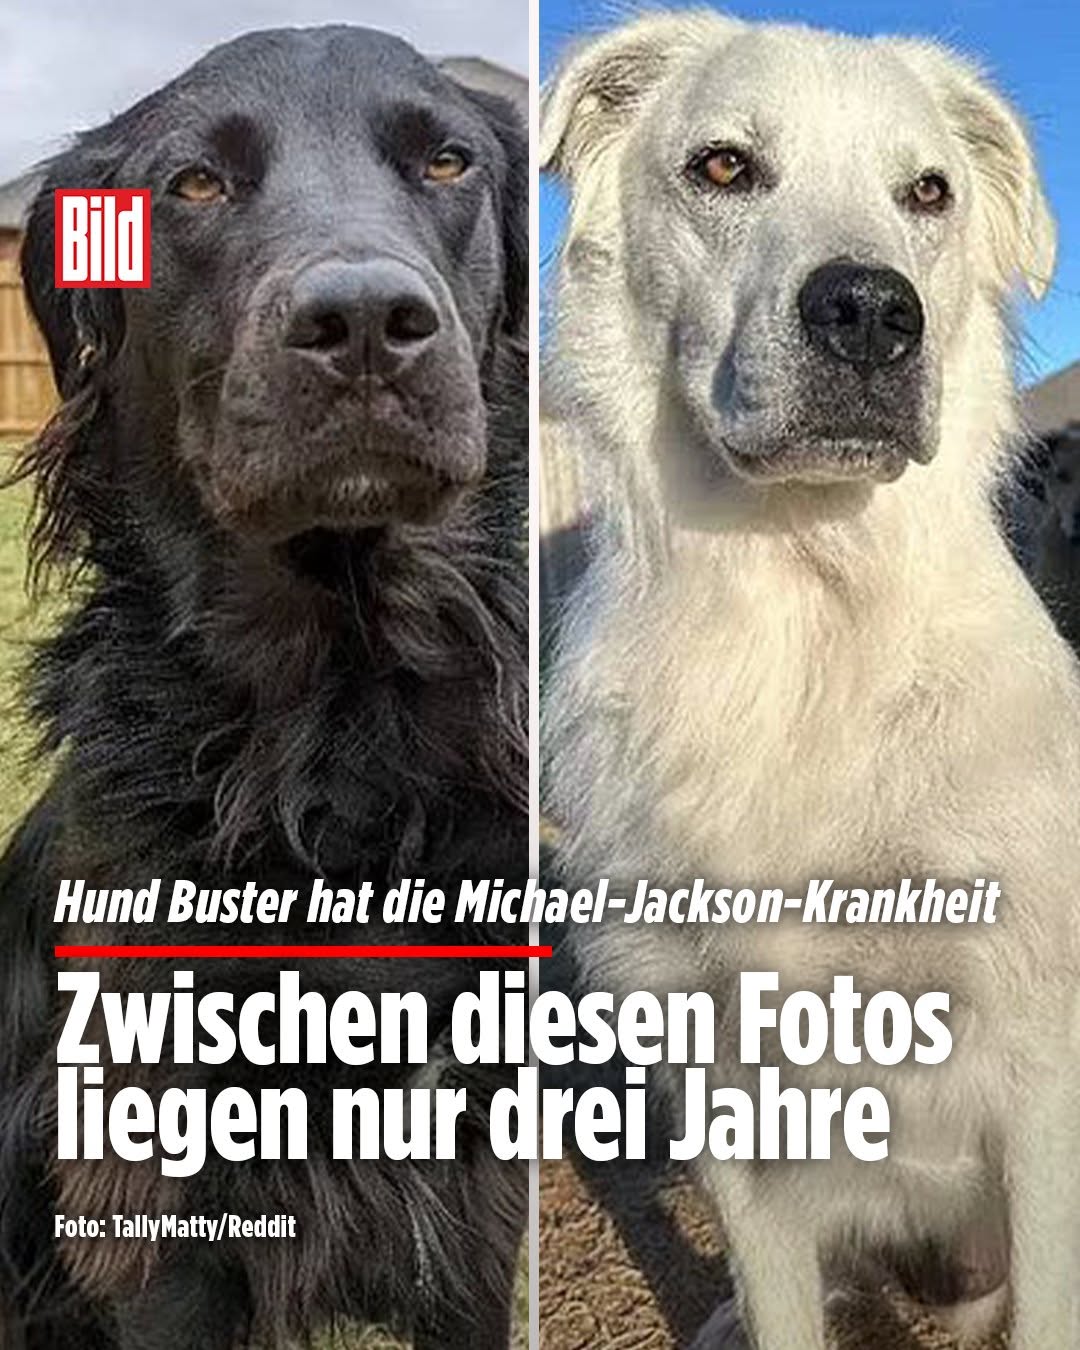 Bild
Hund Buster hat die Michael-Jackson-Krankheit
Zwischen diesen Fotos
liegen nur drei Jahre
Foto: TallyMatty/Reddit